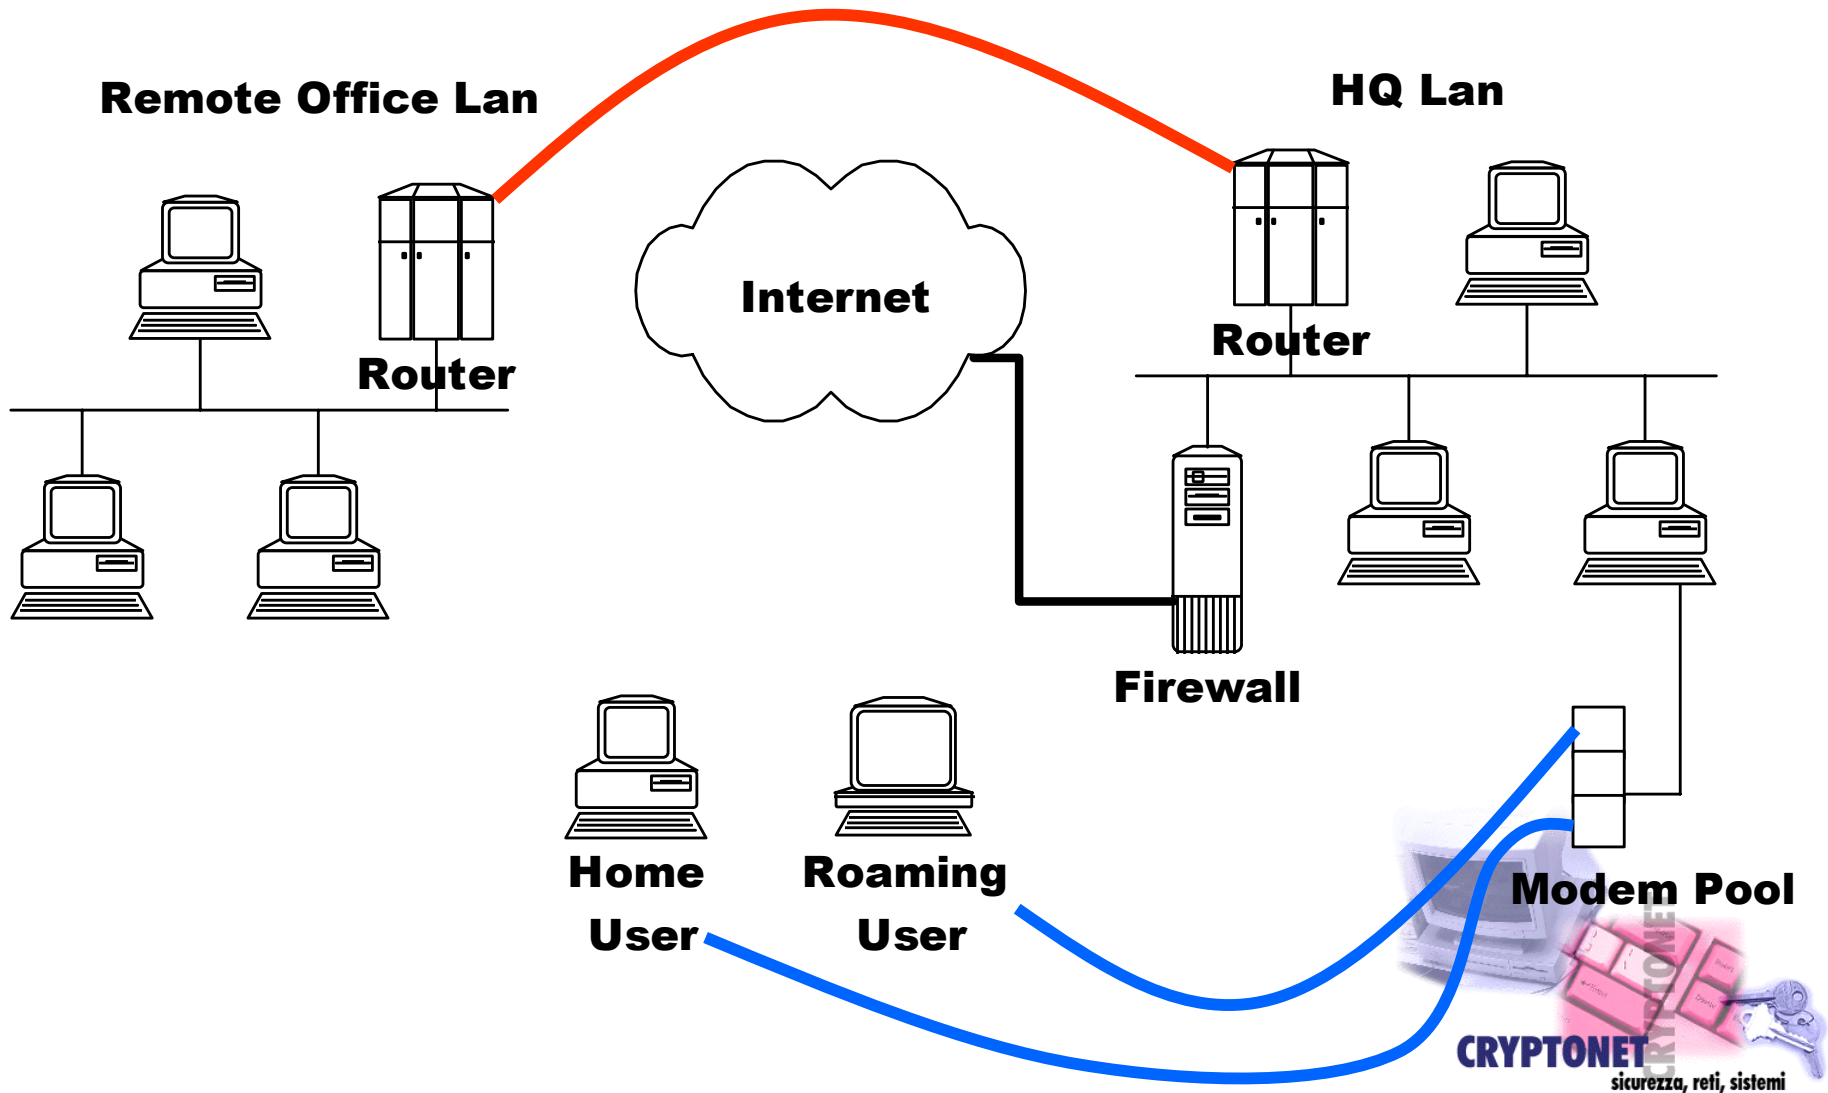 Remote Office Lan
HQ Lan
Internet
Router
Router
Firewall
Home
User
Roaming
User
Modem Pool
CRYPTONET
CRYPTONET
sicurezza, reti, sistemi